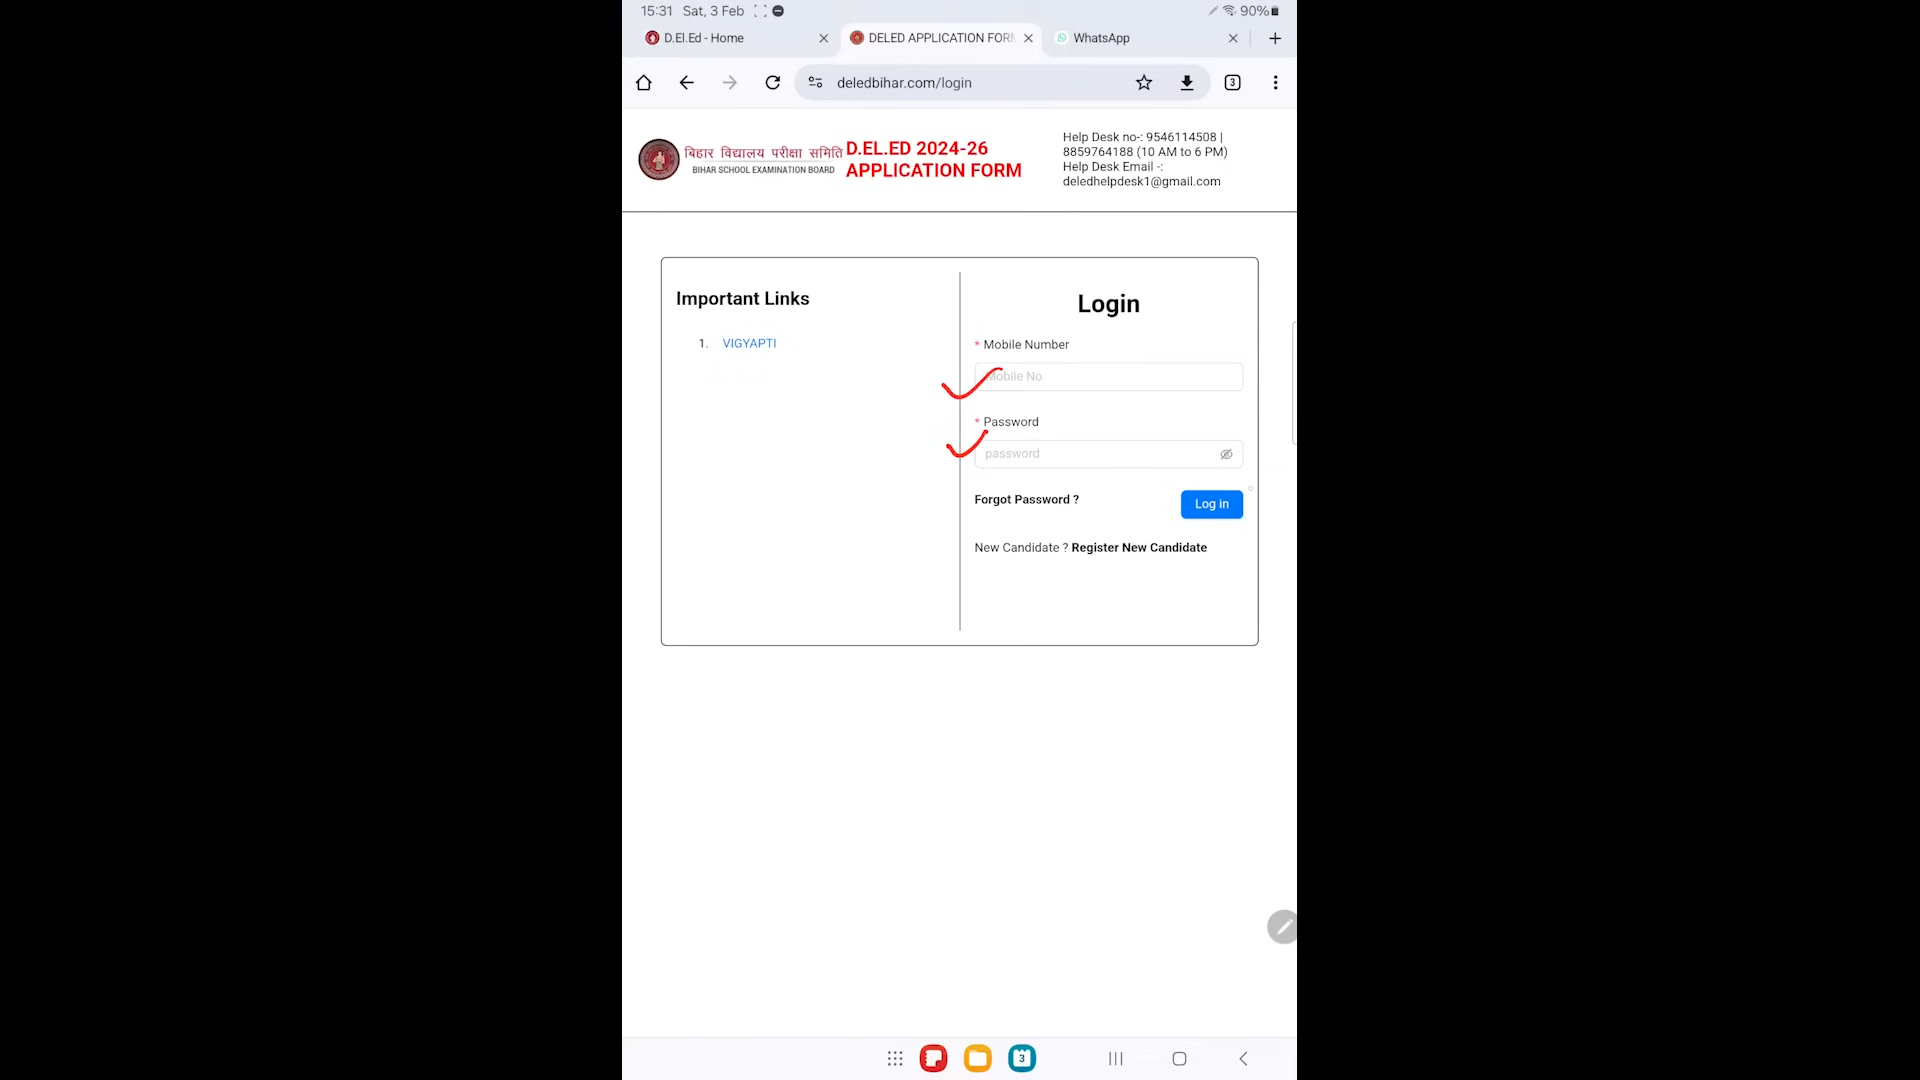 15:31 Sat, 3 Feb 90%
D.El.Ed - Home
DELED APPLICATION FORM
WhatsApp
deledbihar.com/login
3
बिहार विद्यालय परीक्षा समिति
BIHAR SCHOOL EXAMINATION BOARD
D.EL.ED 2024-26
APPLICATION FORM
Help Desk no-: 9546114508 |
8859764188 (10 AM to 6 PM)
Help Desk Email -:
deledhelpdesk1@gmail.com
Important Links
1. VIGYAPTI
Login
* Mobile Number
Mobile No.
* Password
password
Forgot Password ?
Log in
New Candidate ? Register New Candidate
3